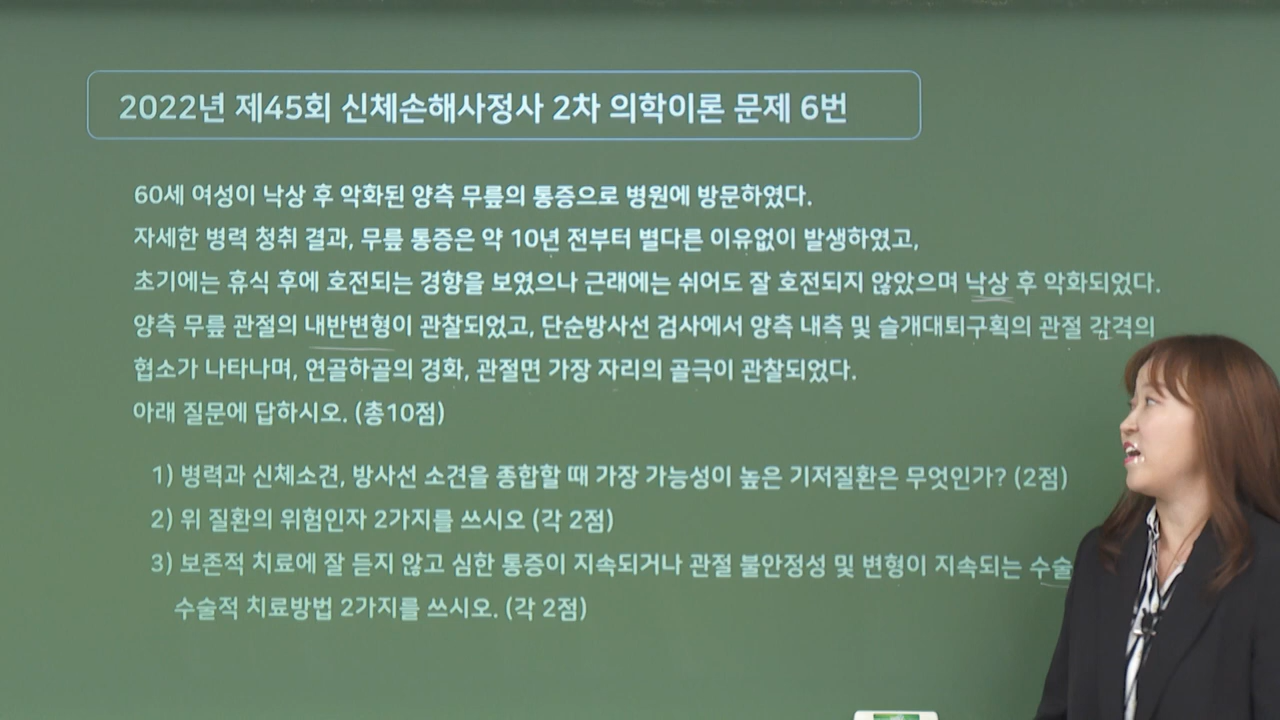 2022년 제45회 신체손해사정사 2차 의학이론 문제 6번
60세 여성이 낙상 후 악화된 양측 무릎의 통증으로 병원에 방문하였다.
자세한 병력 청취 결과, 무릎 통증은 약 10년 전부터 별다른 이유없이 발생하였고,
초기에는 휴식 후에 호전되는 경향을 보였으나 근래에는 쉬어도 잘 호전되지 않았으며 낙상 후 악화되었다.
양측 무릎 관절의 내반변형이 관찰되었고, 단순방사선 검사에서 양측 내측 및 슬개대퇴구획의 관절 간격의
협소가 나타나며, 연골하골의 경화, 관절면 가장 자리의 골극이 관찰되었다.
아래 질문에 답하시오. (총10점)
1) 병력과 신체소견, 방사선 소견을 종합할 때 가장 가능성이 높은 기저질환은 무엇인가? (2점)
2) 위 질환의 위험인자 2가지를 쓰시오 (각 2점)
3) 보존적 치료에 잘 듣지 않고 심한 통증이 지속되거나 관절 불안정성 및 변형이 지속되는 수술
수술적 치료방법 2가지를 쓰시오. (각 2점)